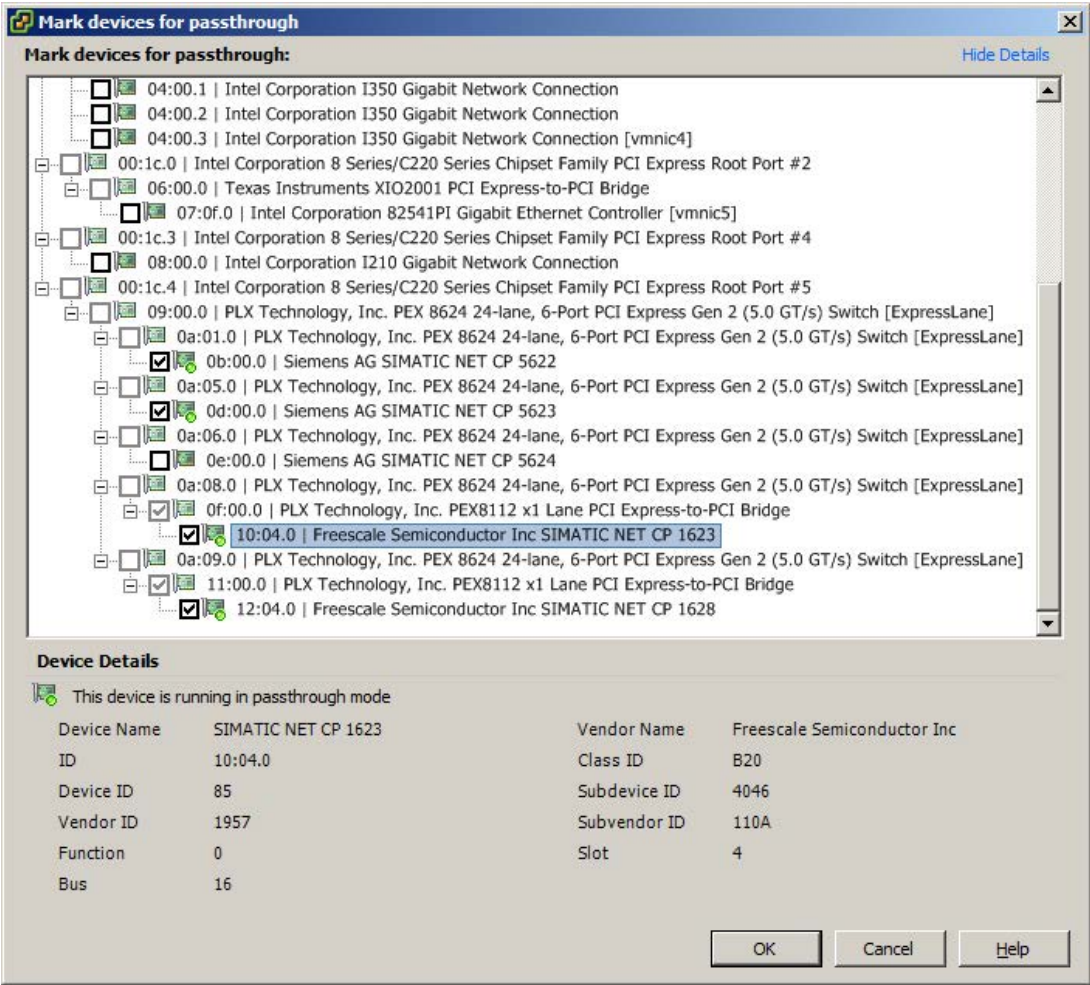 Mark devices for passthrough
Mark devices for passthrough: Hide Details
04:00.1 | Intel Corporation I350 Gigabit Network Connection
04:00.2 | Intel Corporation I350 Gigabit Network Connection
04:00.3 | Intel Corporation I350 Gigabit Network Connection [vmnic4]
00:1c.0 | Intel Corporation 8 Series/C220 Series Chipset Family PCI Express Root Port #2
06:00.0 | Texas Instruments XIO2001 PCI Express-to-PCI Bridge
07:0f.0 | Intel Corporation 82541PI Gigabit Ethernet Controller [vmnic5]
00:1c.3 | Intel Corporation 8 Series/C220 Series Chipset Family PCI Express Root Port #4
08:00.0 | Intel Corporation I210 Gigabit Network Connection
00:1c.4 | Intel Corporation 8 Series/C220 Series Chipset Family PCI Express Root Port #5
09:00.0 | PLX Technology, Inc. PEX 8624 24-lane, 6-Port PCI Express Gen 2 (5.0 GT/s) Switch [ExpressLane]
0a:01.0 | PLX Technology, Inc. PEX 8624 24-lane, 6-Port PCI Express Gen 2 (5.0 GT/s) Switch [ExpressLane]
0b:00.0 | Siemens AG SIMATIC NET CP 5622
0a:05.0 | PLX Technology, Inc. PEX 8624 24-lane, 6-Port PCI Express Gen 2 (5.0 GT/s) Switch [ExpressLane]
0d:00.0 | Siemens AG SIMATIC NET CP 5623
0a:06.0 | PLX Technology, Inc. PEX 8624 24-lane, 6-Port PCI Express Gen 2 (5.0 GT/s) Switch [ExpressLane]
0e:00.0 | Siemens AG SIMATIC NET CP 5624
0a:08.0 | PLX Technology, Inc. PEX 8624 24-lane, 6-Port PCI Express Gen 2 (5.0 GT/s) Switch [ExpressLane]
0f:00.0 | PLX Technology, Inc. PEX8112 x1 Lane PCI Express-to-PCI Bridge
10:04.0 | Freescale Semiconductor Inc SIMATIC NET CP 1623
0a:09.0 | PLX Technology, Inc. PEX 8624 24-lane, 6-Port PCI Express Gen 2 (5.0 GT/s) Switch [ExpressLane]
11:00.0 | PLX Technology, Inc. PEX8112 x1 Lane PCI Express-to-PCI Bridge
12:04.0 | Freescale Semiconductor Inc SIMATIC NET CP 1628
Device Details
This device is running in passthrough mode
Device Name SIMATIC NET CP 1623 Vendor Name Freescale Semiconductor Inc
ID 10:04.0 Class ID B20
Device ID 85 Subdevice ID 4046
Vendor ID 1957 Subvendor ID 110A
Function 0 Slot 4
Bus 16
OK Cancel Help